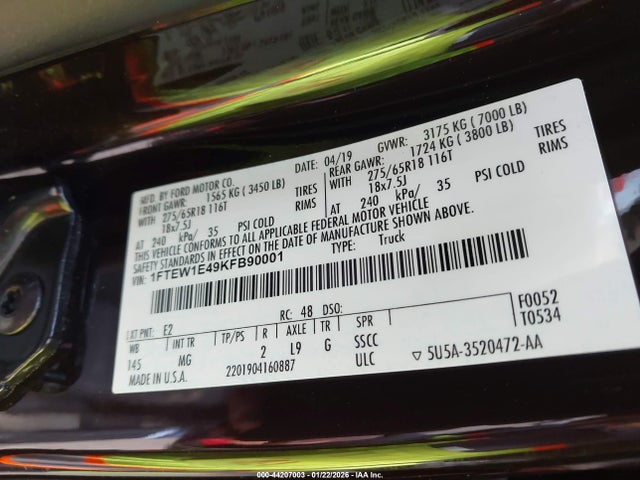 MFD. BY FORD MOTOR CO.
DATE: 04/19 GVWR: 3175 KG ( 7000 LB)
FRONT GAWR: 1565 KG ( 3450 LB) REAR GAWR: 1724 KG ( 3800 LB)
WITH 275/65R18 116T TIRES WITH 275/65R18 116T TIRES
18x7.5J RIMS 18x7.5J RIMS
AT 240 kPa/ 35 PSI COLD AT 240 kPa/ 35 PSI COLD
THIS VEHICLE CONFORMS TO ALL APPLICABLE FEDERAL MOTOR VEHICLE
SAFETY STANDARDS IN EFFECT ON THE DATE OF MANUFACTURE SHOWN ABOVE.
VIN: 1FTEW1E49KFB90001 TYPE: Truck
EXT PNT: E2 RC: 48 DSO: F0052
WB INT TR TP/PS R AXLE TR SPR T0534
145 MG 2 L9 G SSCC
MADE IN U.S.A. 2201904160887 ULC ▽ 5U5A-3520472-AA
000-44207003 - 01/22/2026 - IAA Inc.